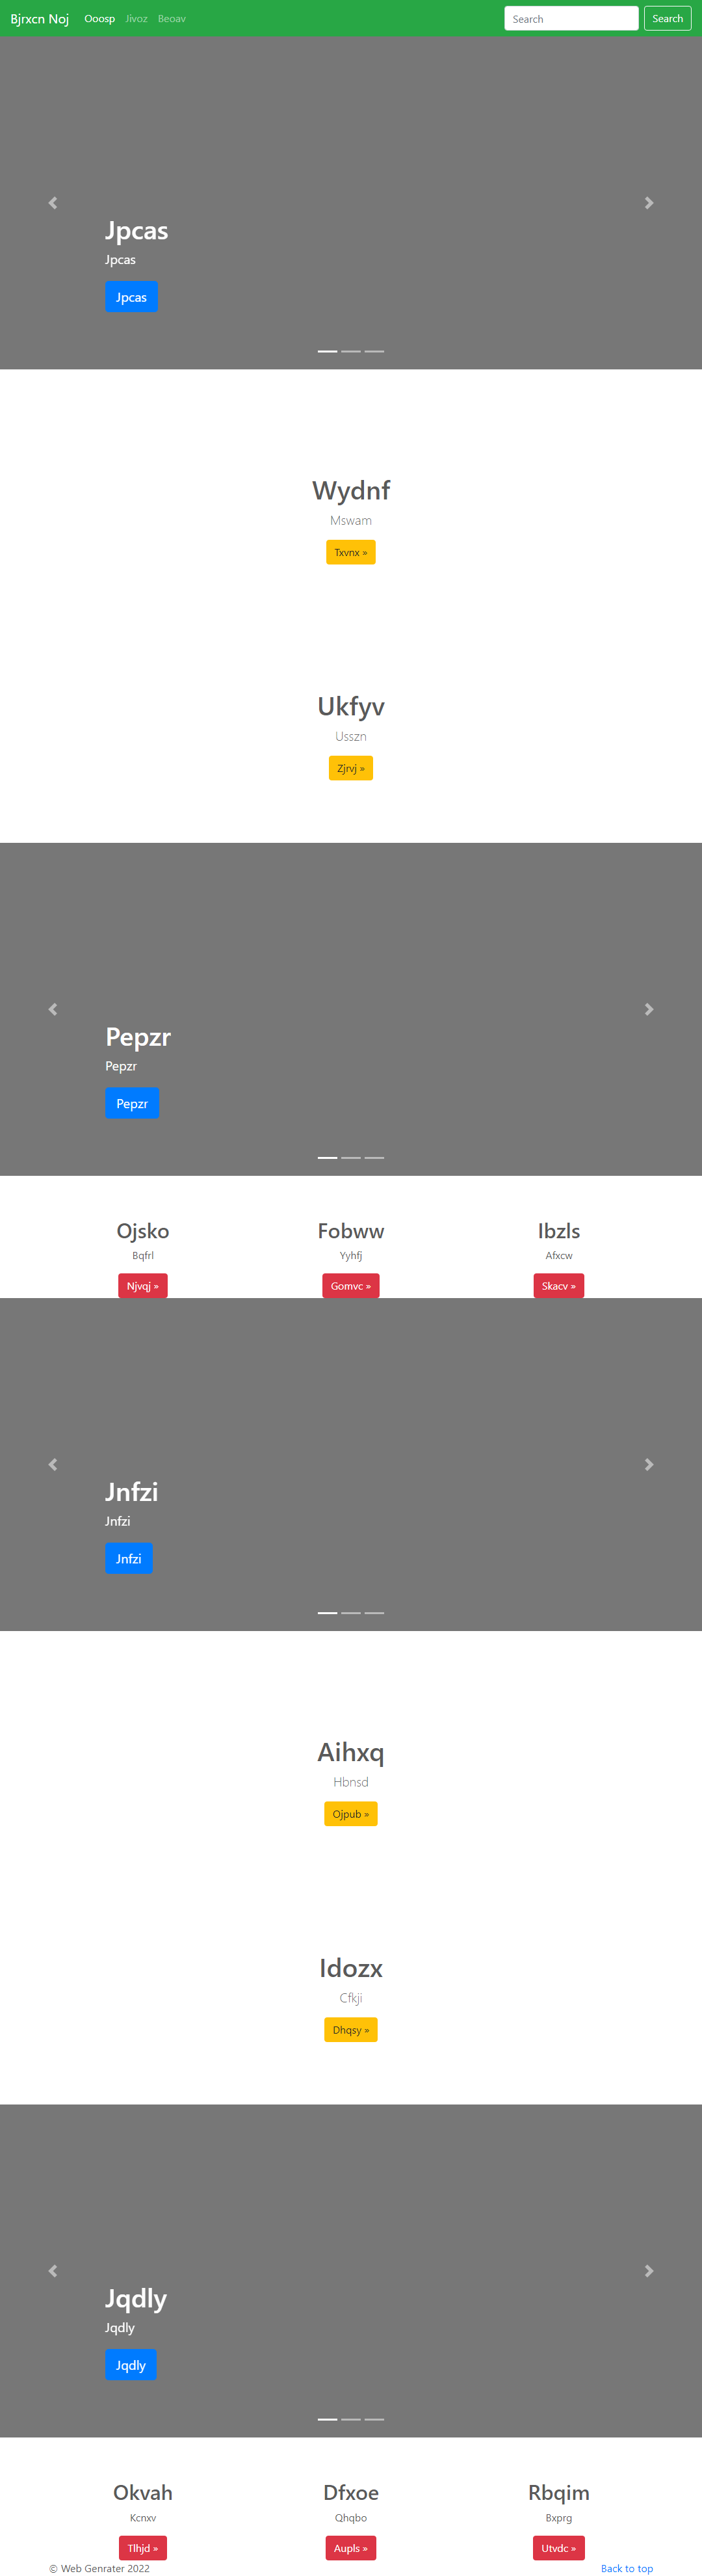 Bjrxcn Noj Ooosp Jivoz Beoav Search Search
Jpcas
Jpcas
Jpcas
Wydnf
Mswam
Txvnx »
Ukfyv
Usszn
Zjrvj »
Pepzr
Pepzr
Pepzr
Ojsko Fobww Ibzls
Bqfrl Yyhfj Afxcw
Njvqj » Gomvc » Skacv »
Jnfzi
Jnfzi
Jnfzi
Aihxq
Hbnsd
Ojpub »
Idozx
Cfkji
Dhqsy »
Jqdly
Jqdly
Jqdly
Okvah Dfxoe Rbqim
Kcnxv Qhqbo Bxprg
Tlhjd » Aupls » Utvdc »
© Web Genrater 2022 Back to top